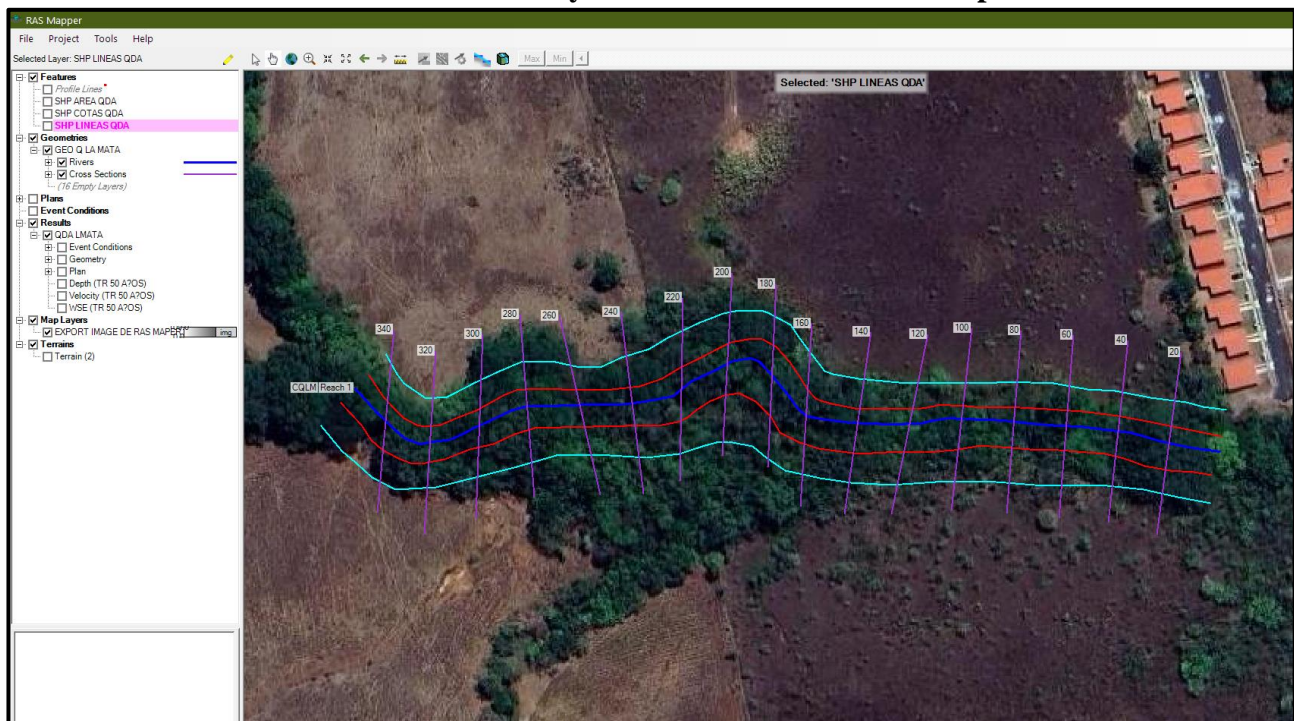 RAS Mapper
File Project Tools Help
Selected Layer: SHP LINEAS QDA
Max Min
Features
Profile Lines
SHP AREA QDA
SHP COTAS QDA
SHP LINEAS QDA
Geometries
GEO Q LA MATA
Rivers
Cross Sections
(16 Empty Layers)
Plans
Event Conditions
Results
QDA LMATA
Event Conditions
Geometry
Plan
Depth (TR 50 A?OS)
Velocity (TR 50 A?OS)
WSE (TR 50 A?OS)
Map Layers
EXPORT IMAGE DE RAS img
Terrains
Terrain (2)
Selected: 'SHP LINEAS QDA'
340
320
300
280
260
240
220
200
180
160
140
120
100
80
60
40
20
CQLM Reach 1